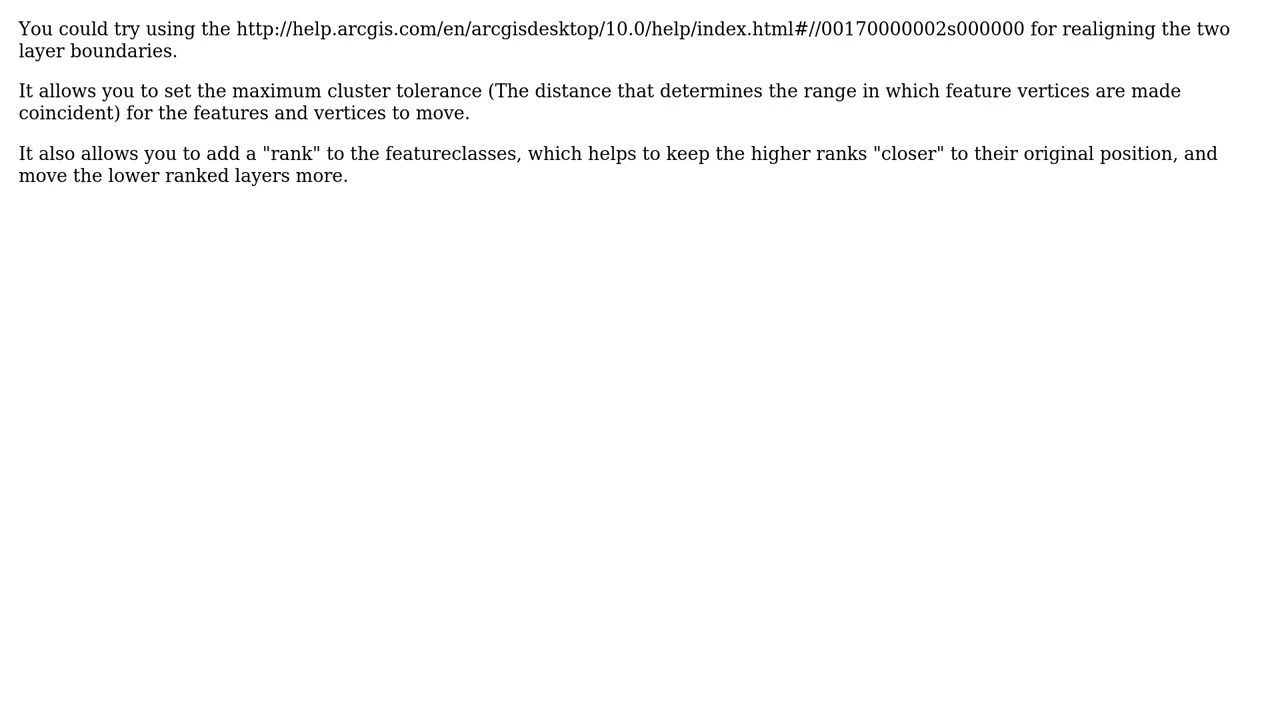 You could try using the http://help.arcgis.com/en/arcgisdesktop/10.0/help/index.html#//00170000002s000000 for realigning the two
layer boundaries.
It allows you to set the maximum cluster tolerance (The distance that determines the range in which feature vertices are made
coincident) for the features and vertices to move.
It also allows you to add a "rank" to the featureclasses, which helps to keep the higher ranks "closer" to their original position, and
move the lower ranked layers more.